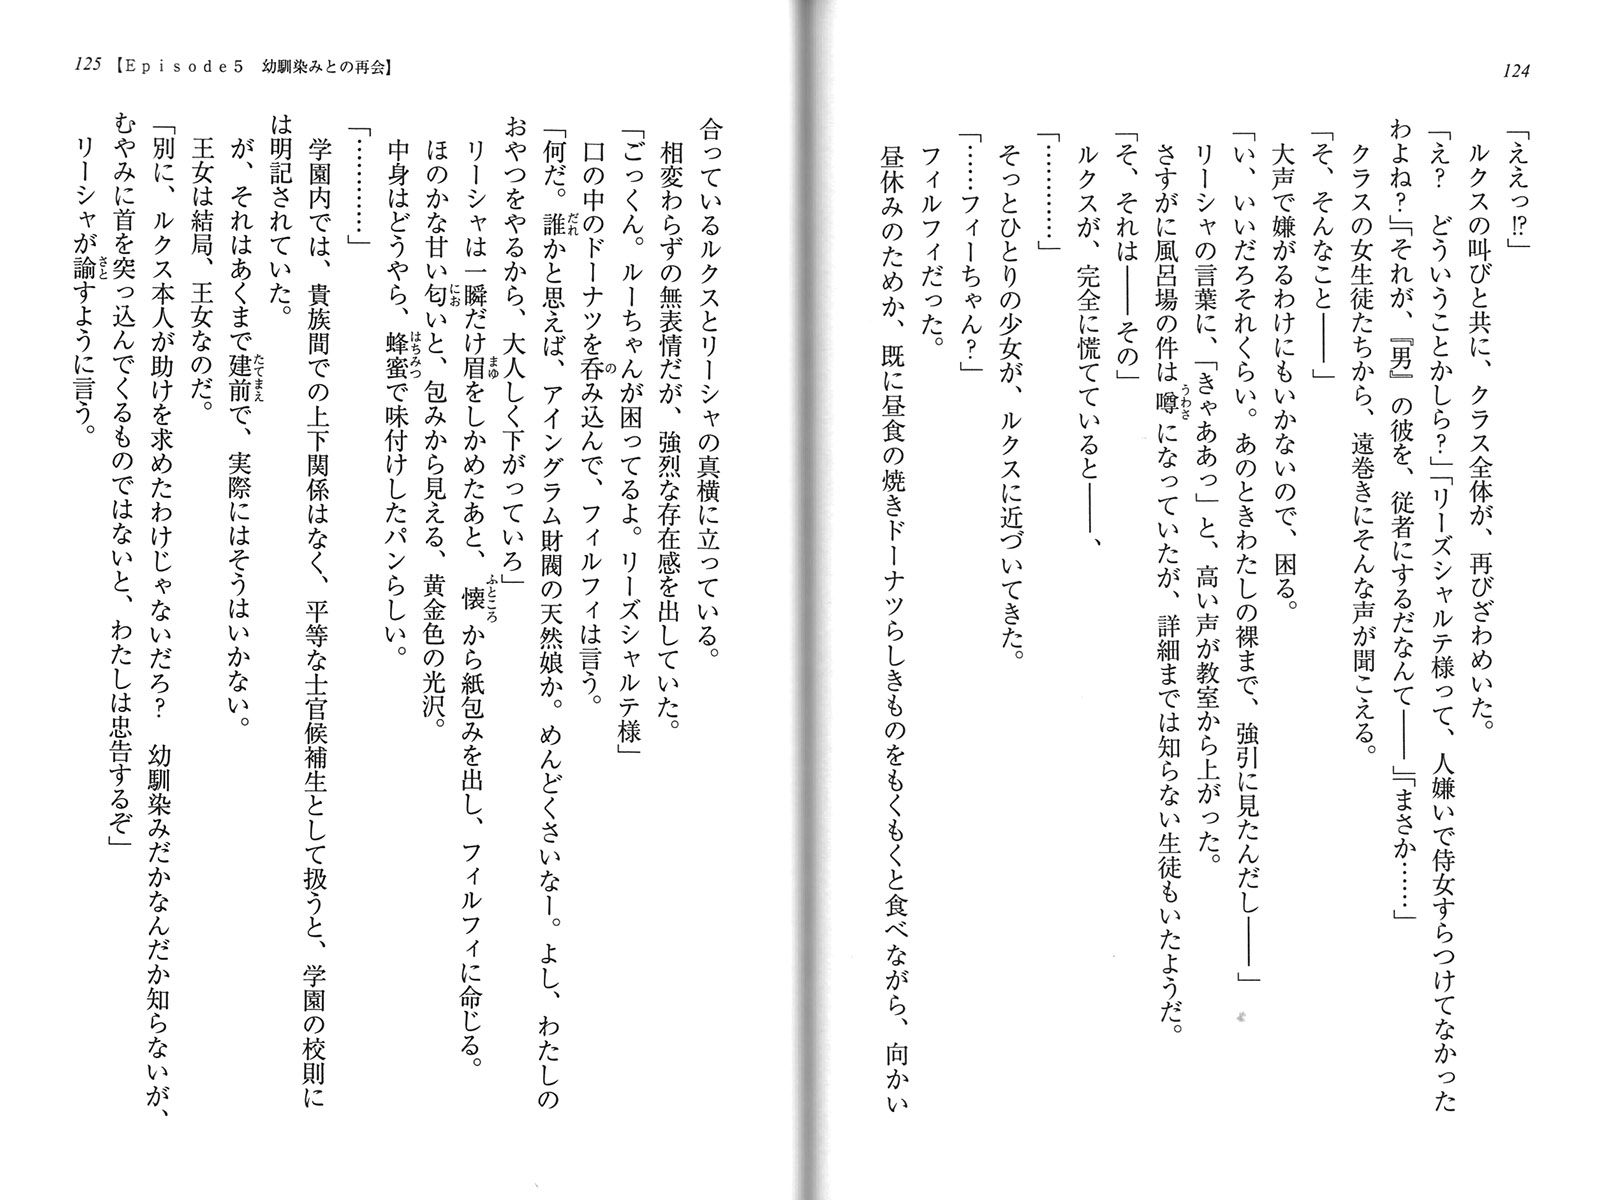 124
「ええっ!?」
　ルクスの叫びと共に、クラス全体が、再びざわめいた。
「え？　どういうことかしら？」「リーズシャルテ様って、人嫌いで侍女すらつけてなかった
わよね？」『それが、『男』の彼を、従者にするだなんて――』「まさか……」
　クラスの女生徒たちから、遠巻きにそんな声が聞こえる。
「そ、そんなこと――」
　大声で嫌がるわけにもいかないので、困る。
「い、いいだろそれくらい。あのときわたしの裸まで、強引に見たんだし――」
　リーシャの言葉に、「きゃああっ」と、高い声が教室から上がった。
　さすがに風呂場の件は噂になっていたが、詳細までは知らない生徒もいたようだ。
「そ、それは――その」
　ルクスが、完全に慌てていると――、
「…………」
　そっとひとりの少女が、ルクスに近づいてきた。
「……フィーちゃん？」
　フィルフィだった。
　昼休みのためか、既に昼食の焼きドーナツらしきものをもくもくと食べながら、向かい
125　【Ｅｐｉｓｏｄｅ５　幼馴染みとの再会】
合っているルクスとリーシャの真横に立っている。
　相変わらずの無表情だが、強烈な存在感を出していた。
「ごっくん。ルーちゃんが困ってるよ。リーズシャルテ様」
　口の中のドーナツを呑み込んで、フィルフィは言う。
「何だ。誰かと思えば、アイングラム財閥の天然娘か。めんどくさいなー。よし、わたしの
おやつをやるから、大人しく下がっていろ」
　リーシャは一瞬だけ眉をしかめたあと、懐から紙包みを出し、フィルフィに命じる。
　ほのかな甘い匂いと、包みから見える、黄金色の光沢。
　中身はどうやら、蜂蜜で味付けしたパンらしい。
「…………」
　学園内では、貴族間での上下関係はなく、平等な士官候補生として扱うと、学園の校則に
は明記されていた。
　が、それはあくまで建前で、実際にはそうはいかない。
　王女は結局、王女なのだ。
「別に、ルクス本人が助けを求めたわけじゃないだろ？　幼馴染みだかなんだか知らないが、
むやみに首を突っ込んでくるものではないと、わたしは忠告するぞ」
　リーシャが諭すように言う。